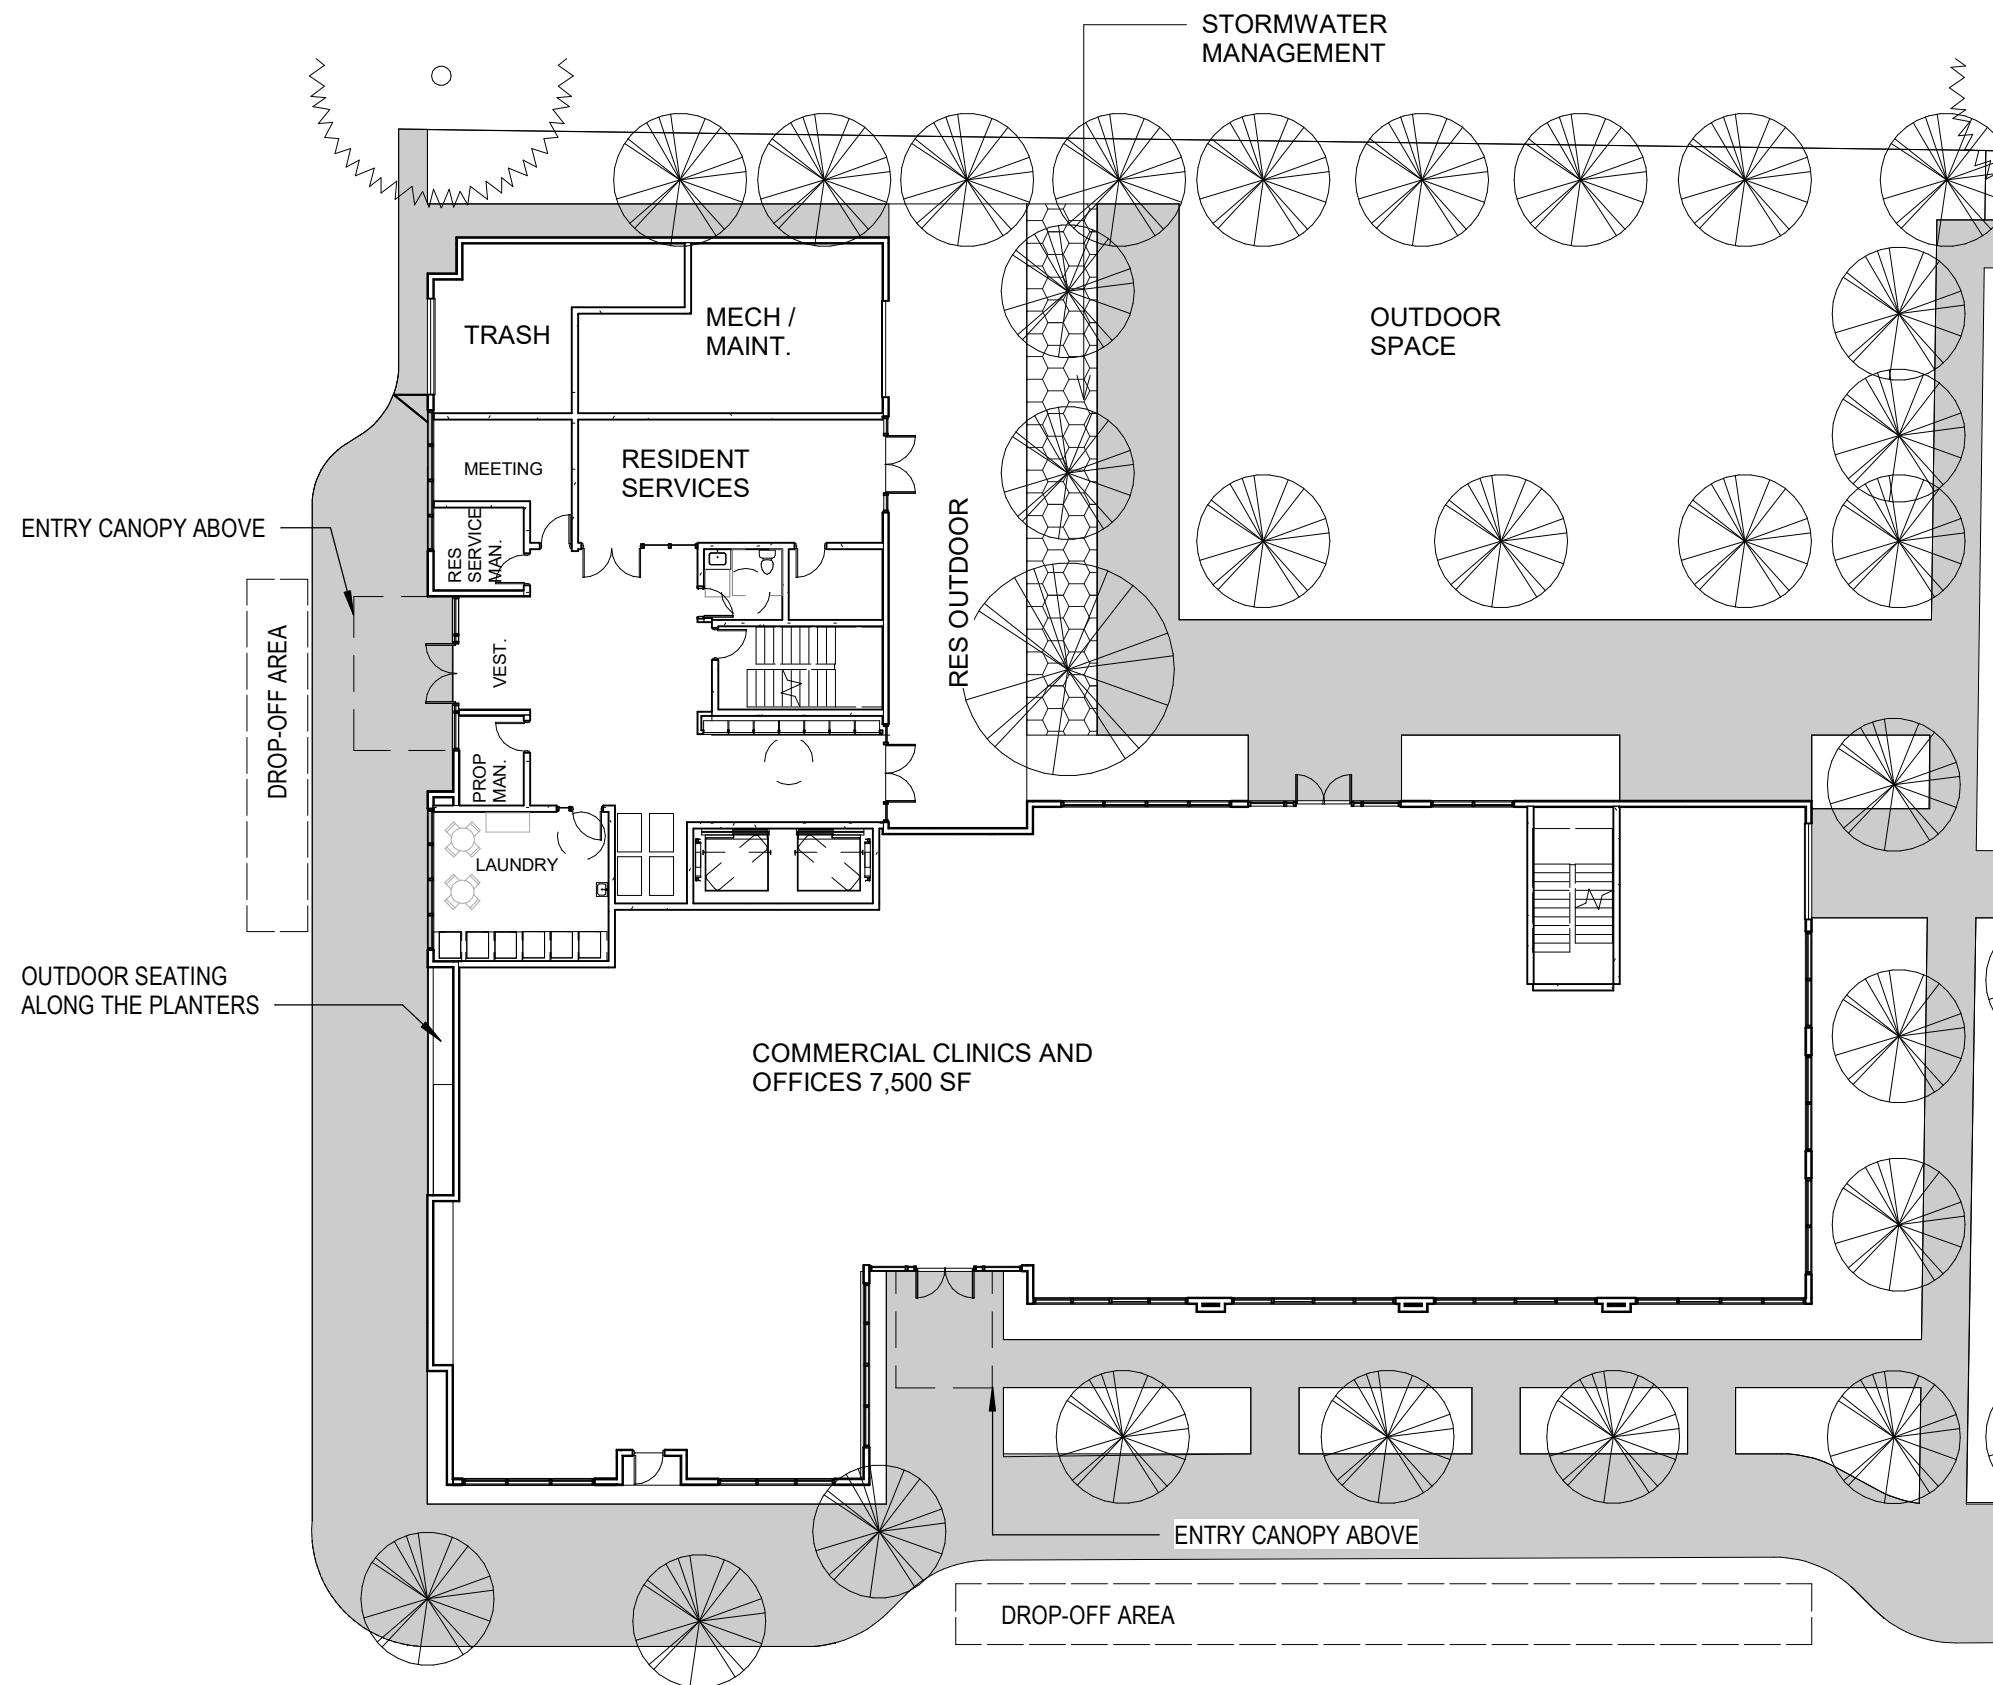 STORMWATER
MANAGEMENT
TRASH
MECH /
MAINT.
OUTDOOR
SPACE
MEETING
RESIDENT
SERVICES
ENTRY CANOPY ABOVE
RES
SERVICE
MAN.
RES OUTDOOR
DROP-OFF AREA
VEST.
PROP
MAN.
LAUNDRY
OUTDOOR SEATING
ALONG THE PLANTERS
COMMERCIAL CLINICS AND
OFFICES 7,500 SF
ENTRY CANOPY ABOVE
DROP-OFF AREA